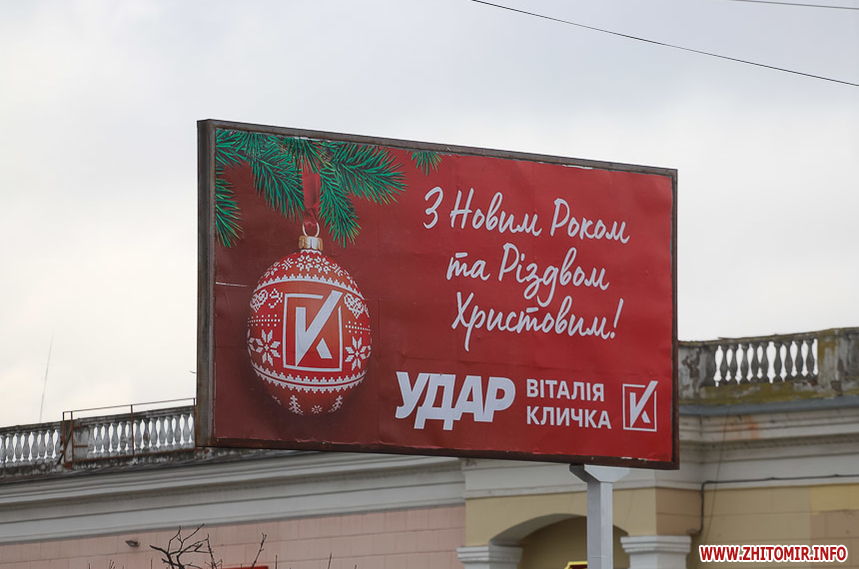 З Новим Роком
та Різдвом
Христовим!
УДАР
ВІТАЛІЯ
КЛИЧКА
WWW.ZHITOMIR.INFO